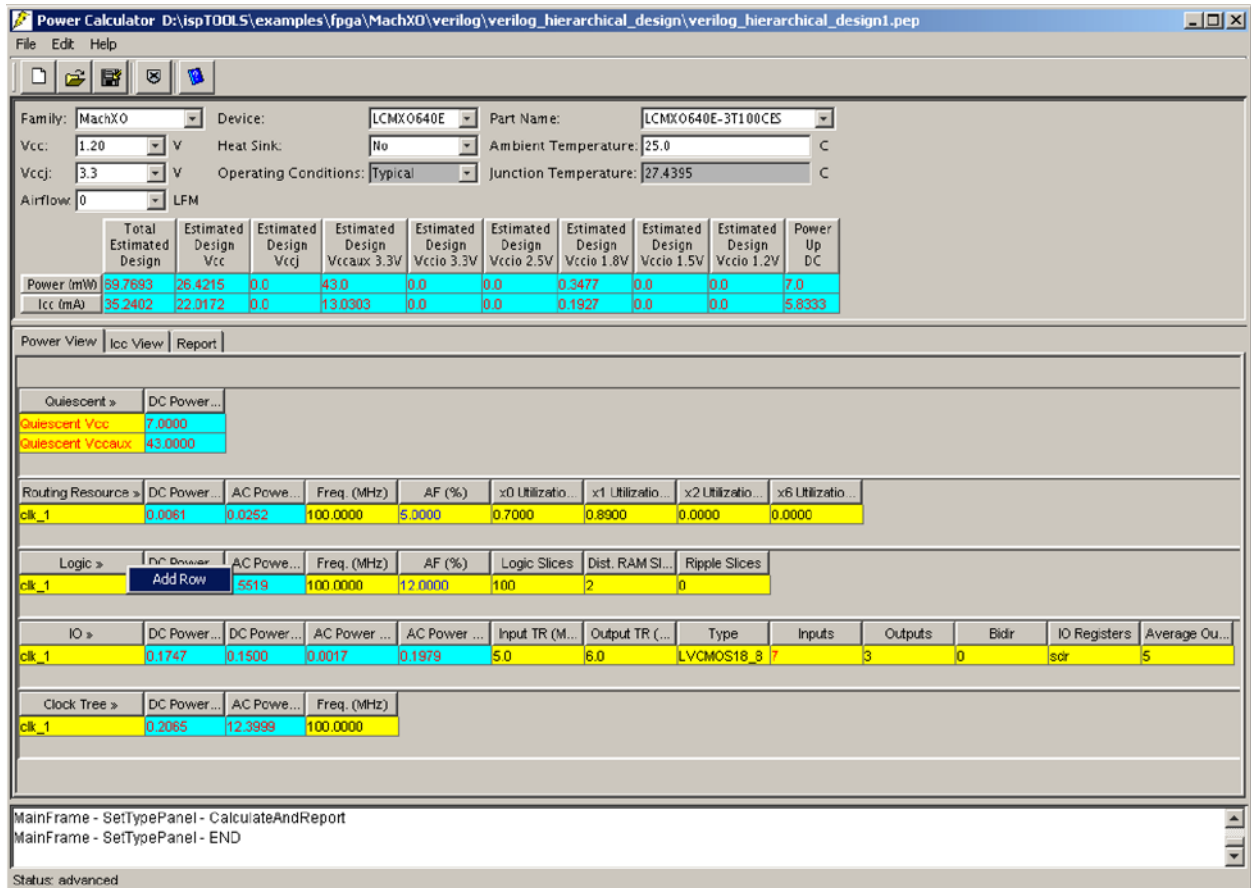 Power Calculator D:\ispTOOLS\examples\fpga\MachXO\verilog\verilog_hierarchical_design\verilog_hierarchical_design1.pep
File Edit Help
Family: MachXO Device: LCMXO640E Part Name: LCMXO640E-3T100CES
Vcc: 1.20 V Heat Sink: No Ambient Temperature: 25.0 C
Vccj: 3.3 V Operating Conditions: Typical Junction Temperature: 27.4395 C
Airflow: 0 LFM
Total Estimated Design Estimated Design Vcc Estimated Design Vccj Estimated Design Vccaux 3.3V Estimated Design Vccio 3.3V Estimated Design Vccio 2.5V Estimated Design Vccio 1.8V Estimated Design Vccio 1.5V Estimated Design Vccio 1.2V Power Up DC
Power (mW) 69.7693 26.4215 0.0 43.0 0.0 0.0 0.3477 0.0 0.0 7.0
Icc (mA) 35.2402 22.0172 0.0 13.0303 0.0 0.0 0.1927 0.0 0.0 5.8333
Power View Icc View Report
Quiescent » DC Power...
Quiescent Vcc 7.0000
Quiescent Vccaux 43.0000
Routing Resource » DC Power... AC Powe... Freq. (MHz) AF (%) x0 Utilizatio... x1 Utilizatio... x2 Utilizatio... x6 Utilizatio...
clk_1 0.0061 0.0252 100.0000 5.0000 0.7000 0.8900 0.0000 0.0000
Logic » DC Power... AC Powe... Freq. (MHz) AF (%) Logic Slices Dist. RAM Sl... Ripple Slices
clk_1 Add Row 5519 100.0000 12.0000 100 2 0
IO » DC Power... DC Power... AC Power ... AC Power ... Input TR (M... Output TR (... Type Inputs Outputs Bidir IO Registers Average Ou...
clk_1 0.1747 0.1500 0.0017 0.1979 5.0 6.0 LVCMOS18_8 7 3 0 sdr 5
Clock Tree » DC Power... AC Powe... Freq. (MHz)
clk_1 0.2065 12.3999 100.0000
MainFrame - SetTypePanel - CalculateAndReport
MainFrame - SetTypePanel - END
Status: advanced